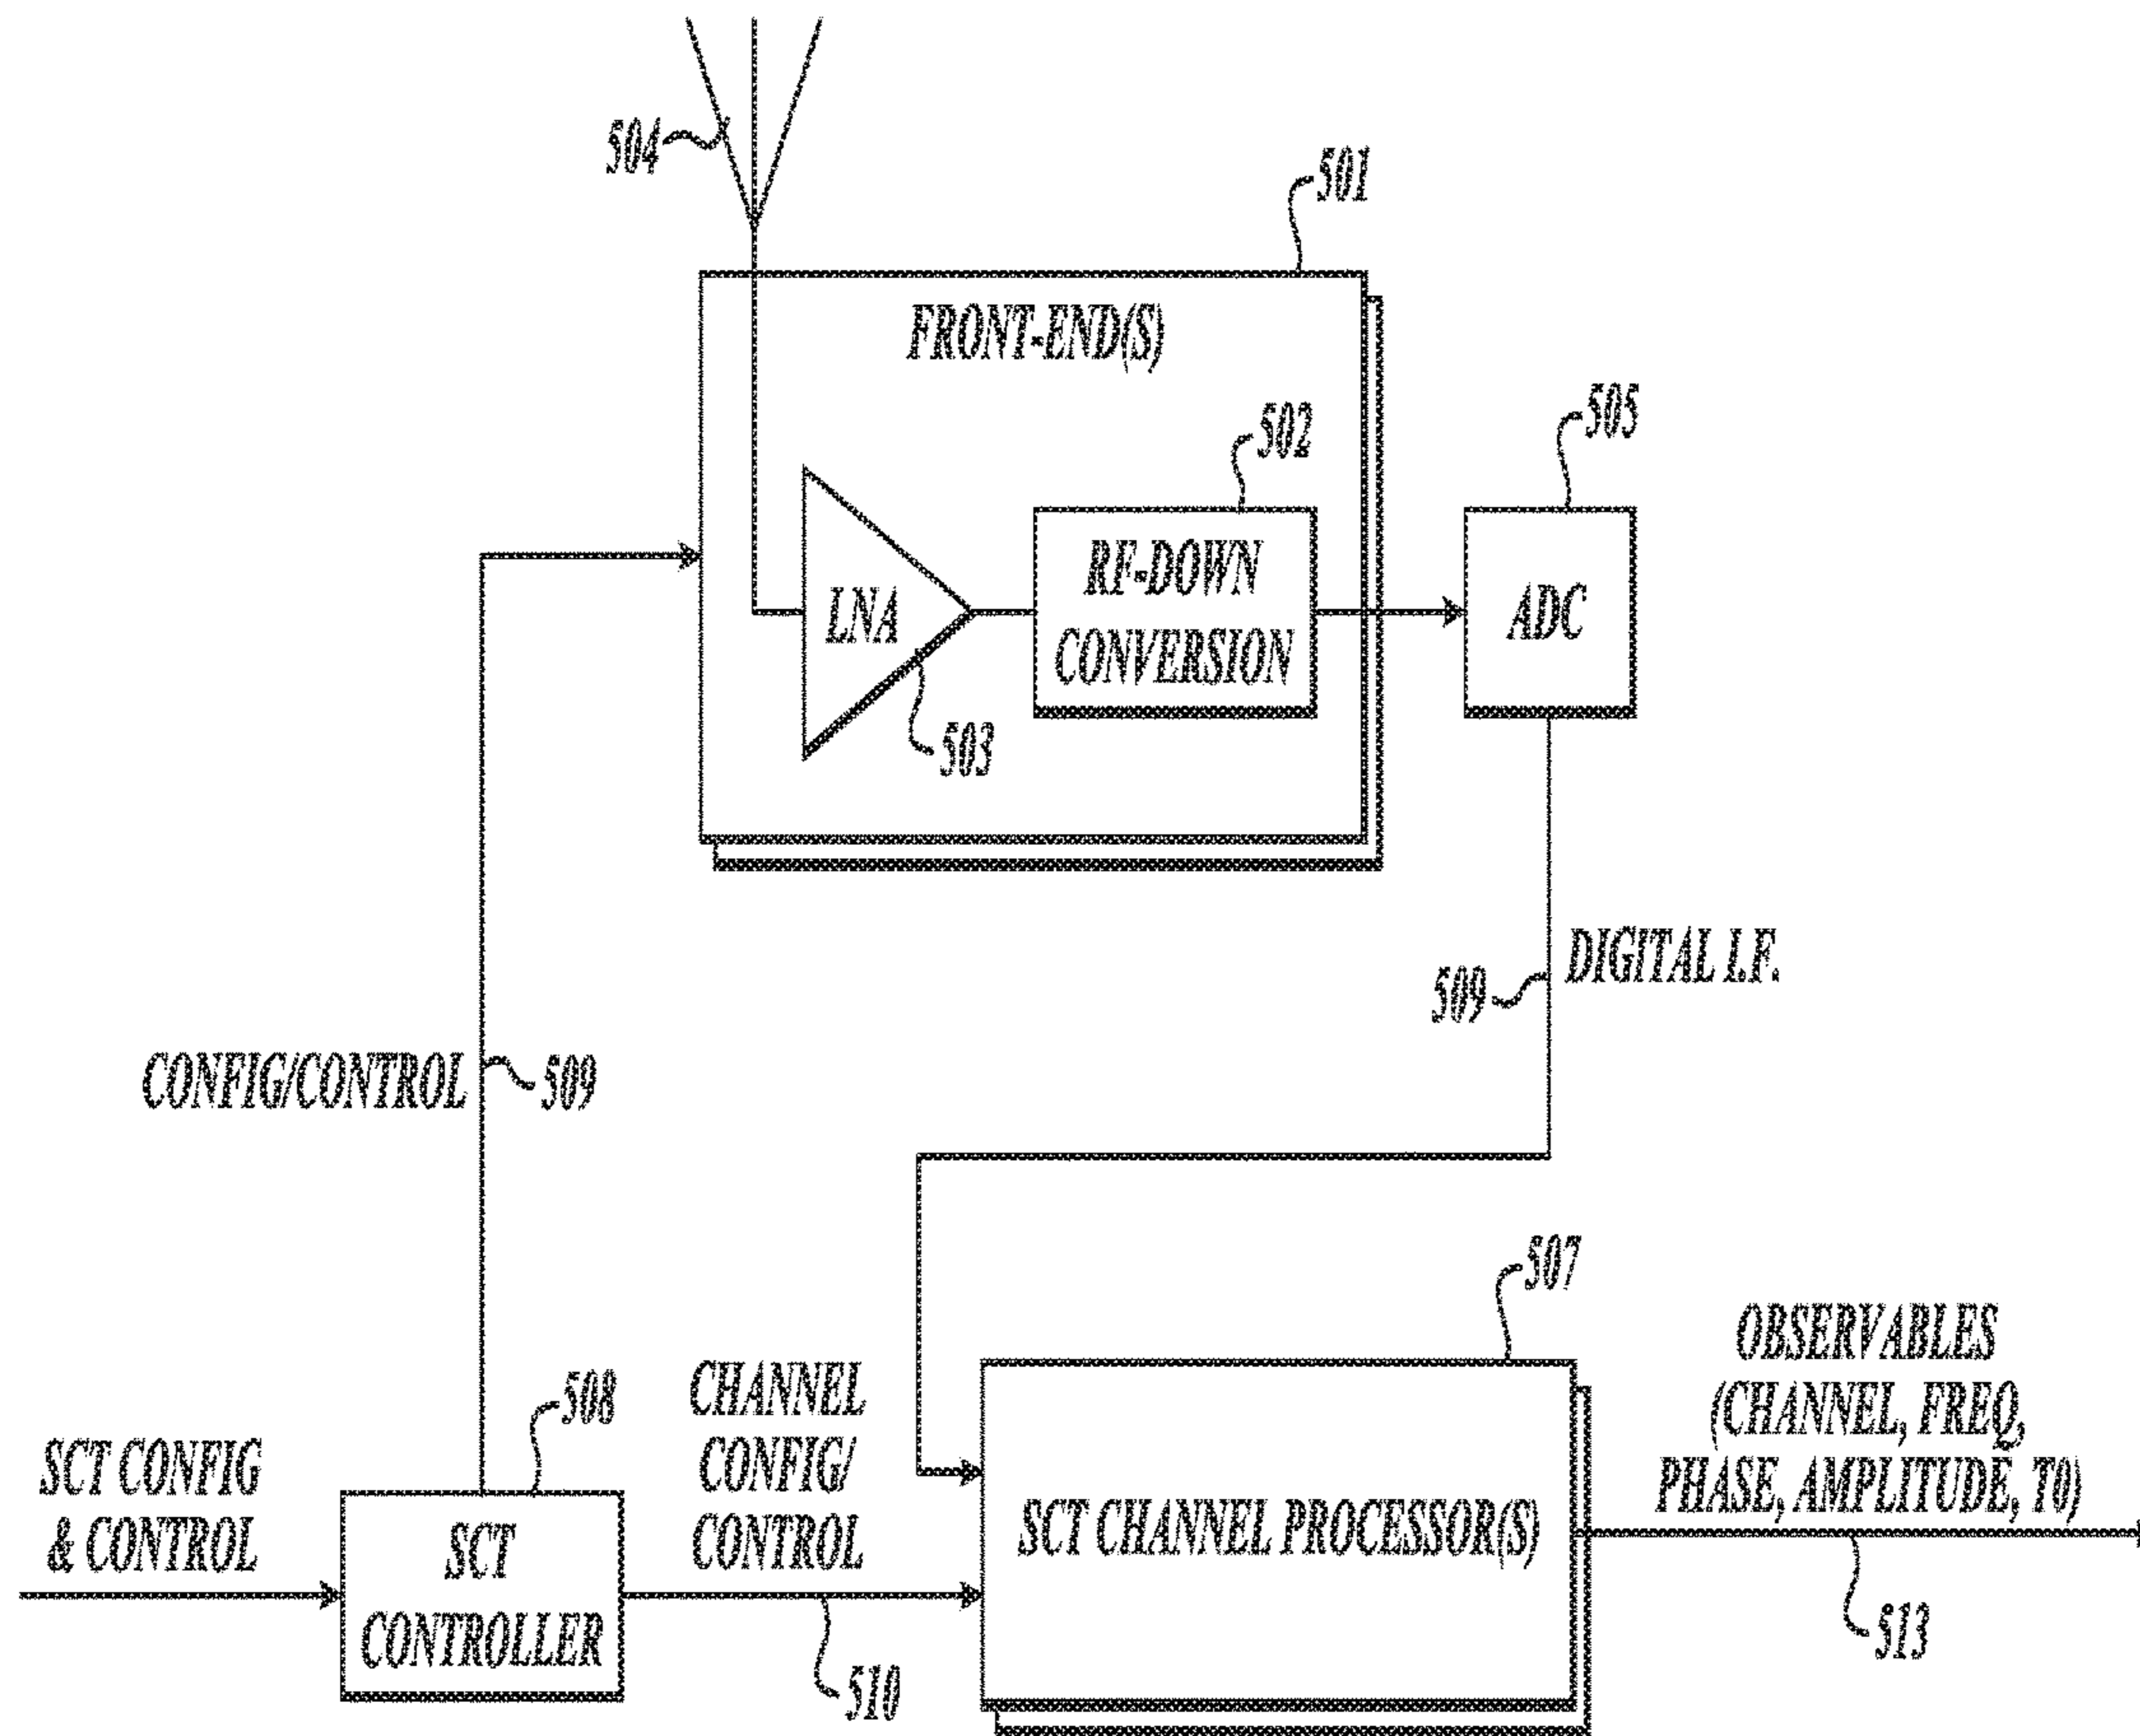 504
501
FRONT-END(S)
502
505
LNA
RF-DOWN
CONVERSION
ADC
503
509
DIGITAL I.F.
CONFIG/CONTROL
509
507
SCT CONFIG
& CONTROL
508
SCT
CONTROLLER
CHANNEL
CONFIG/
CONTROL
510
SCT CHANNEL PROCESSOR(S)
OBSERVABLES
(CHANNEL, FREQ,
PHASE, AMPLITUDE, T0)
513